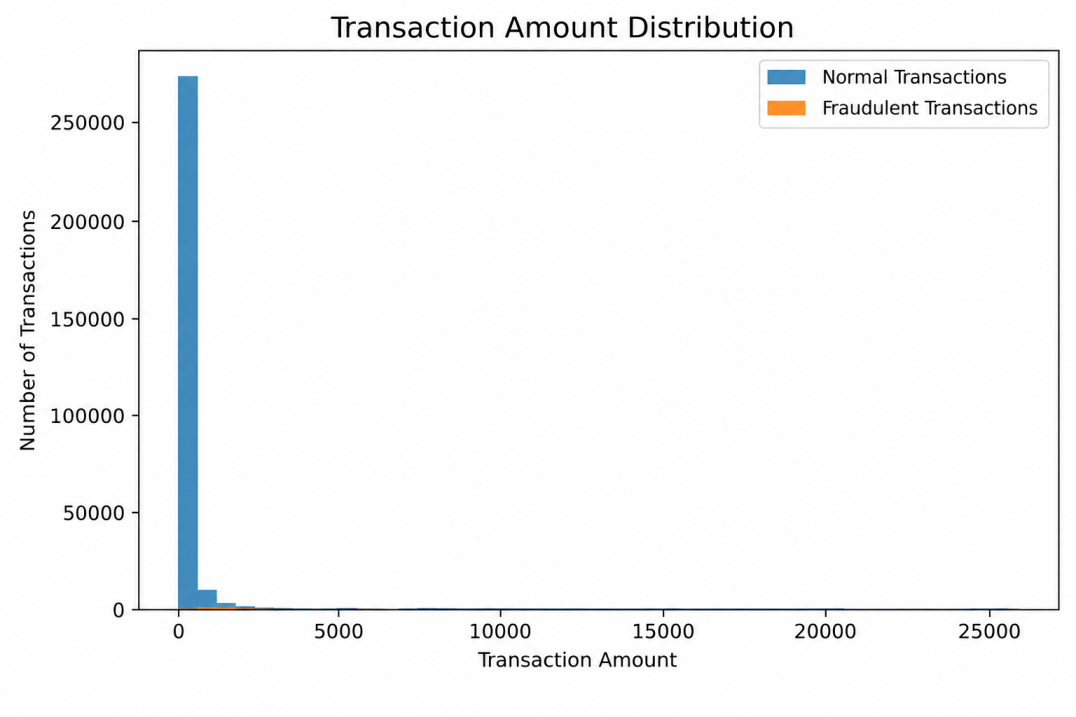 Transaction Amount Distribution
Normal Transactions
Fraudulent Transactions
Number of Transactions
250000
200000
150000
100000
50000
0
0 5000 10000 15000 20000 25000
Transaction Amount